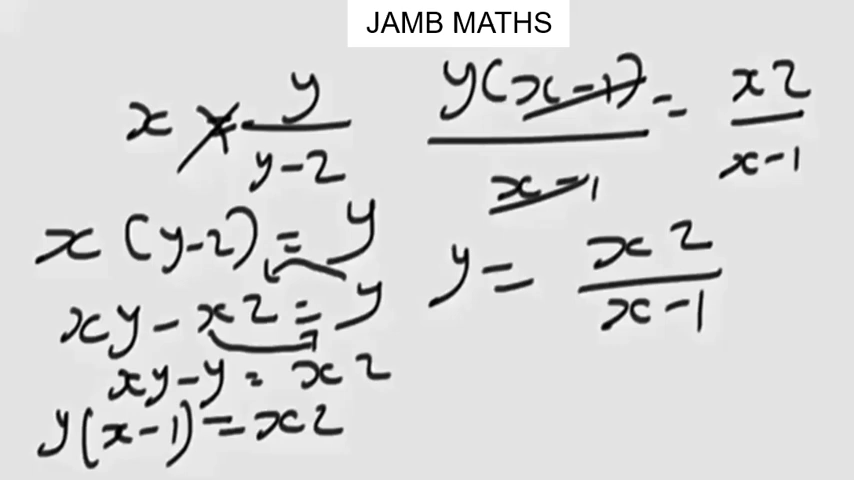 JAMB MATHS
x = y
y-2
x (y-2) = y
xy - x2 = y
xy - y = x2
y(x-1) = x2
y(x-1) = x2
x-1 x-1
y = x2
x-1